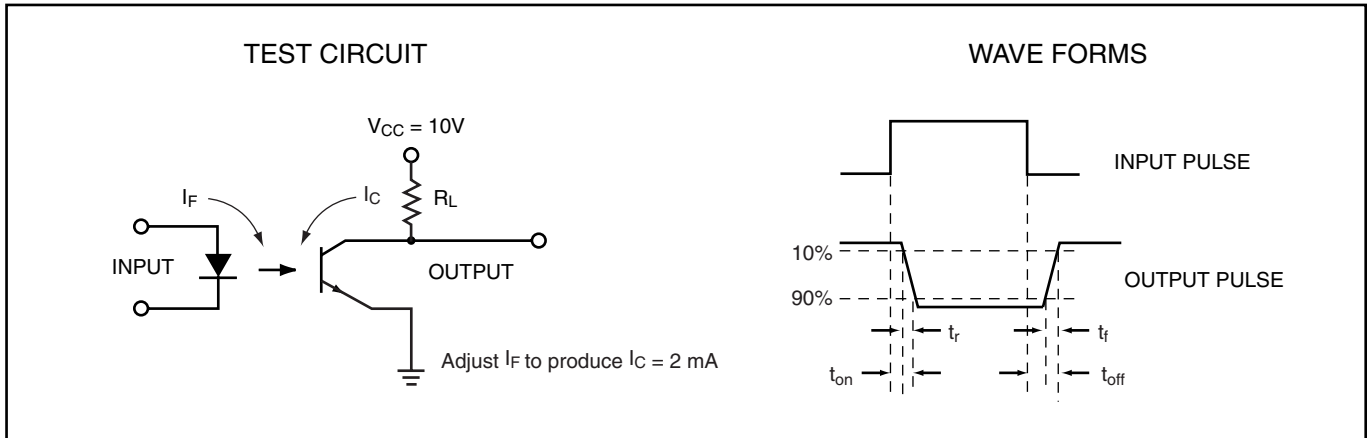 TEST CIRCUIT
WAVE FORMS
VCC = 10V
IF
IC
RL
INPUT
OUTPUT
Adjust IF to produce IC = 2 mA
INPUT PULSE
10%
90%
OUTPUT PULSE
tr
tf
ton
toff